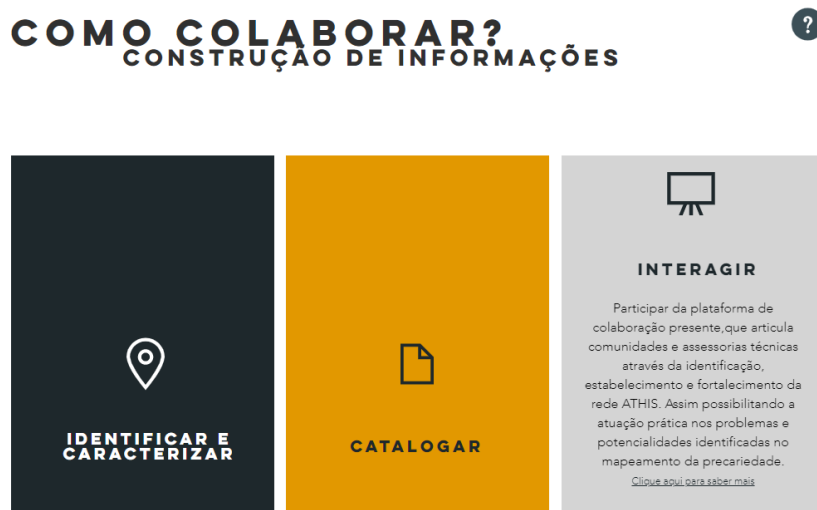 COMO COLABORAR?
CONSTRUÇÃO DE INFORMAÇÕES
?
IDENTIFICAR E
CARACTERIZAR
CATALOGAR
INTERAGIR
Participar da plataforma de
colaboração presente,que articula
comunidades e assessorias técnicas
através da identificação,
estabelecimento e fortalecimento da
rede ATHIS. Assim possibilitando a
atuação prática nos problemas e
potencialidades identificadas no
mapeamento da precariedade.
Clique aqui para saber mais